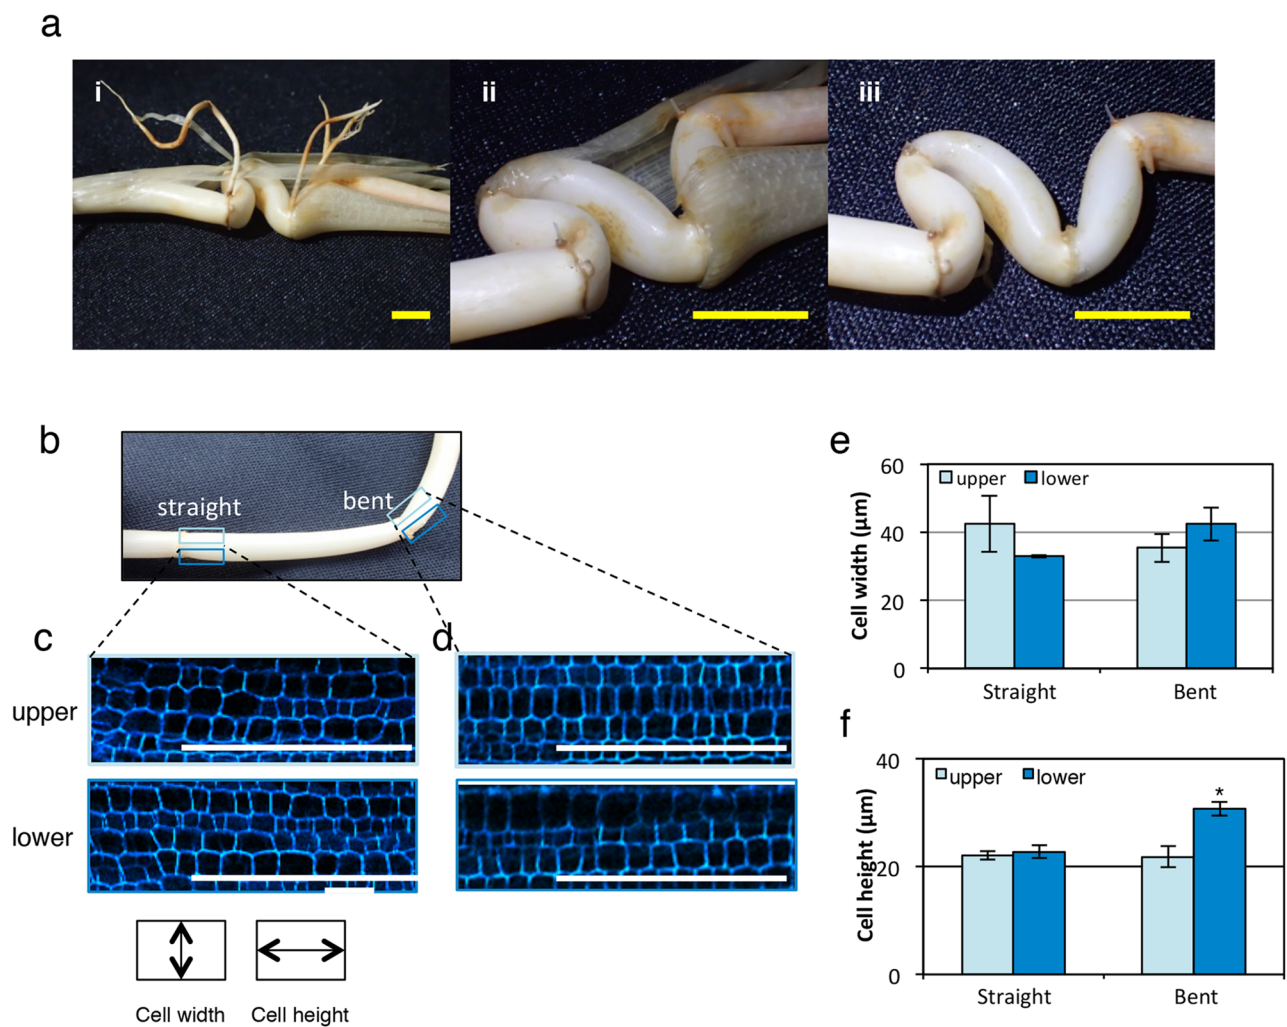 a
i
ii
iii
b
straight
bent
c
d
upper
lower
Cell width
Cell height
e
Cell width (µm)
60
40
20
0
upper
lower
Straight
Bent
f
Cell height (µm)
40
20
0
upper
lower
*
Straight
Bent